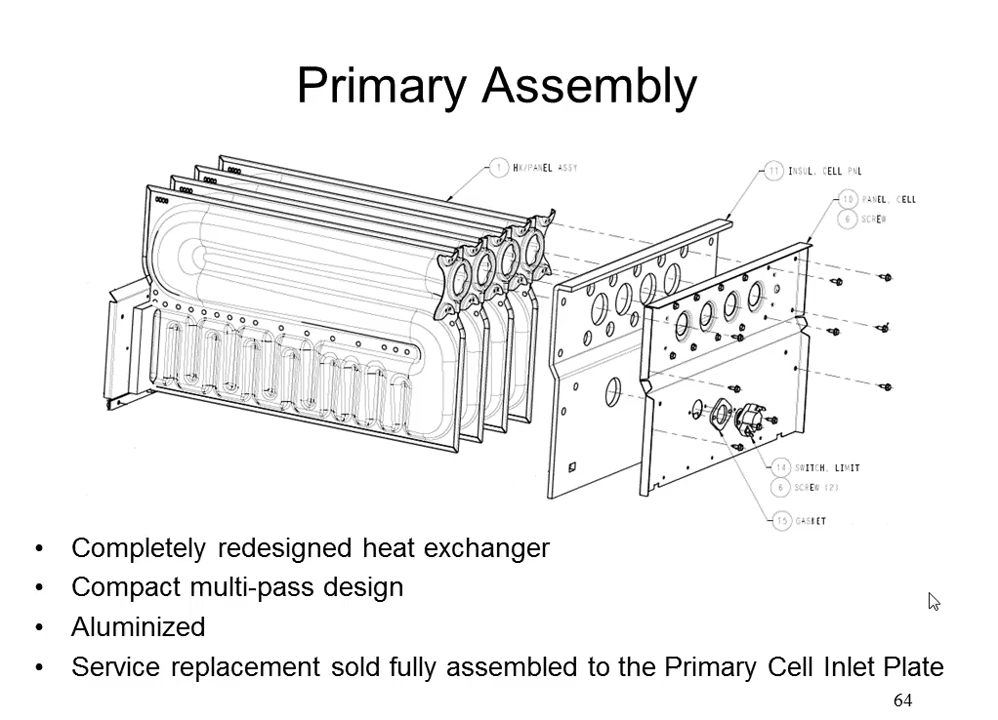 Primary Assembly
1 HX/PANEL ASSY
11 INSUL, CELL PNL
10 PANEL, CELL
6 SCREW
14 SWITCH, LIMIT
6 SCREW (2)
15 GASKET
• Completely redesigned heat exchanger
• Compact multi-pass design
• Aluminized
• Service replacement sold fully assembled to the Primary Cell Inlet Plate
64